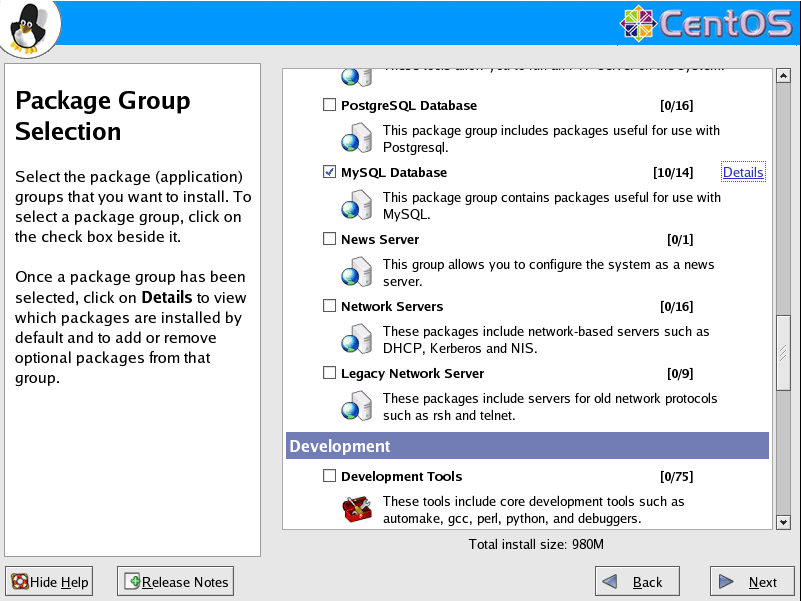 CentOS
Package Group
Selection
Select the package (application)
groups that you want to install. To
select a package group, click on
the check box beside it.
Once a package group has been
selected, click on Details to view
which packages are installed by
default and to add or remove
optional packages from that
group.
PostgreSQL Database [0/16]
This package group includes packages useful for use with
Postgresql.
MySQL Database [10/14] Details
This package group contains packages useful for use with
MySQL.
News Server [0/1]
This group allows you to configure the system as a news
server.
Network Servers [0/16]
These packages include network-based servers such as
DHCP, Kerberos and NIS.
Legacy Network Server [0/9]
These packages include servers for old network protocols
such as rsh and telnet.
Development
Development Tools [0/75]
These tools include core development tools such as
automake, gcc, perl, python, and debuggers.
Total install size: 980M
Hide Help Release Notes Back Next